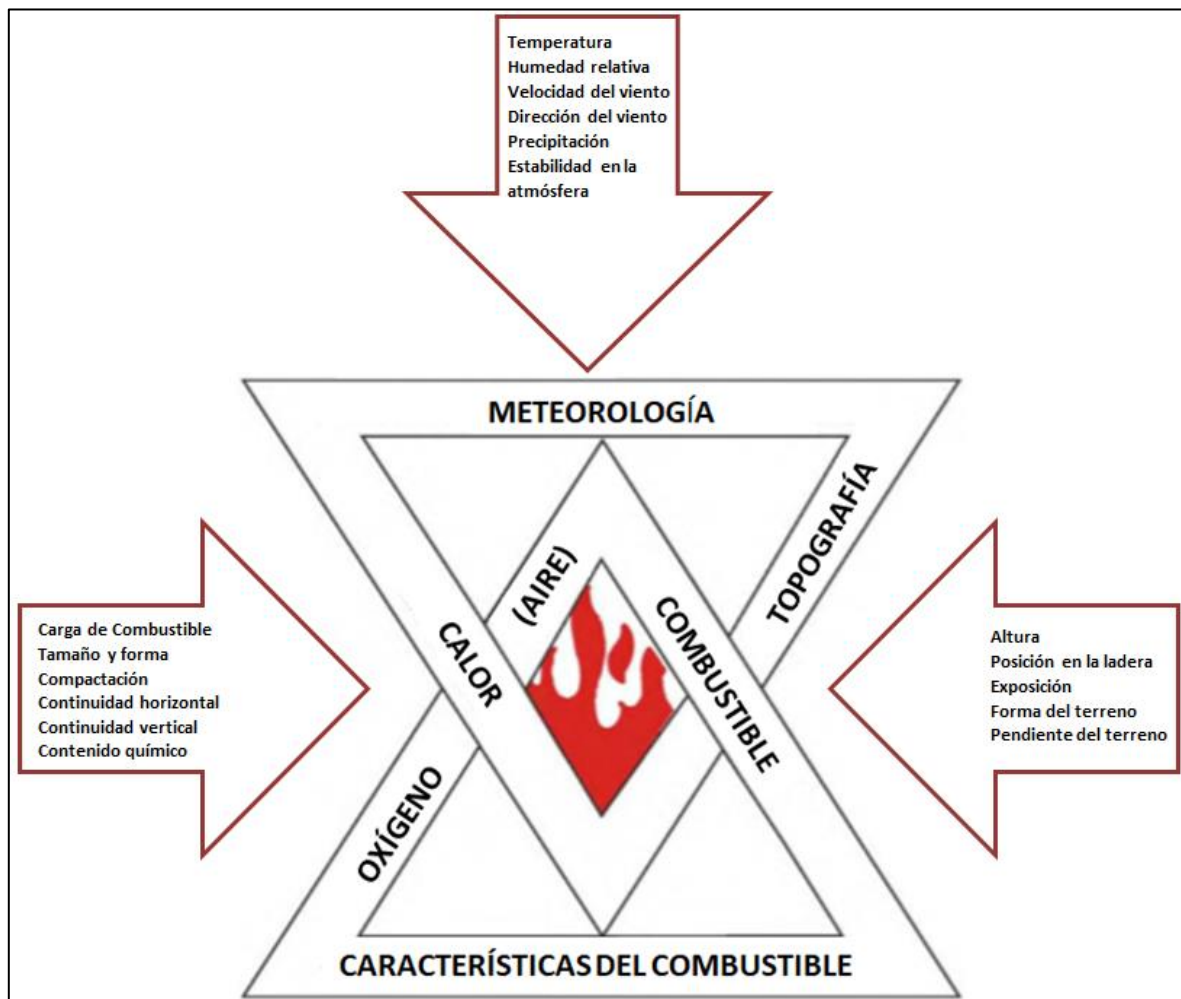 Temperatura
Humedad relativa
Velocidad del viento
Dirección del viento
Precipitación
Estabilidad en la
atmósfera
METEOROLOGÍA
TOPOGRAFÍA
(AIRE)
CALOR
COMBUSTIBLE
OXÍGENO
CARACTERÍSTICAS DEL COMBUSTIBLE
Carga de Combustible
Tamaño y forma
Compactación
Continuidad horizontal
Continuidad vertical
Contenido químico
Altura
Posición en la ladera
Exposición
Forma del terreno
Pendiente del terreno